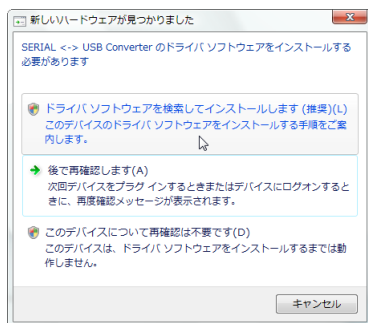 新しいハードウェアが見つかりました
SERIAL <-> USB Converter のドライバ ソフトウェアをインストールする
必要があります
ドライバ ソフトウェアを検索してインストールします (推奨)(L)
このデバイスのドライバ ソフトウェアをインストールする手順をご案
内します。
後で再確認します(A)
次回デバイスをプラグ インするときまたはデバイスにログオンすると
きに、再度確認メッセージが表示されます。
このデバイスについて再確認は不要です(D)
このデバイスは、ドライバ ソフトウェアをインストールするまでは動
作しません。
キャンセル